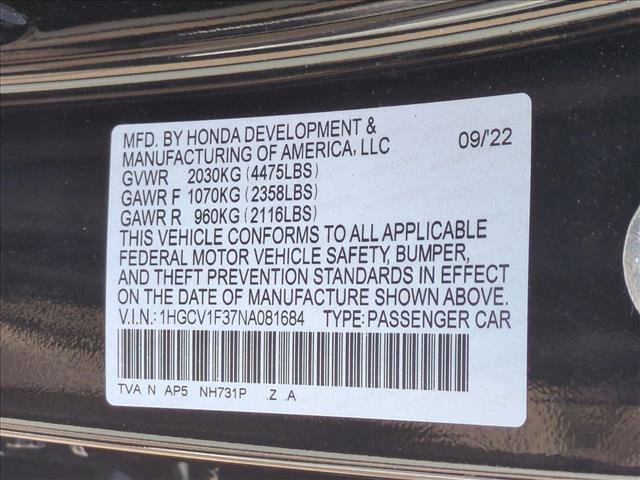 MFD. BY HONDA DEVELOPMENT & 09/'22
MANUFACTURING OF AMERICA, LLC
GVWR 2030KG (4475LBS)
GAWR F 1070KG (2358LBS)
GAWR R 960KG (2116LBS)
THIS VEHICLE CONFORMS TO ALL APPLICABLE
FEDERAL MOTOR VEHICLE SAFETY, BUMPER,
AND THEFT PREVENTION STANDARDS IN EFFECT
ON THE DATE OF MANUFACTURE SHOWN ABOVE.
V.I.N.: 1HGCV1F37NA081684 TYPE: PASSENGER CAR
TVA N AP5 NH731P .Z .A